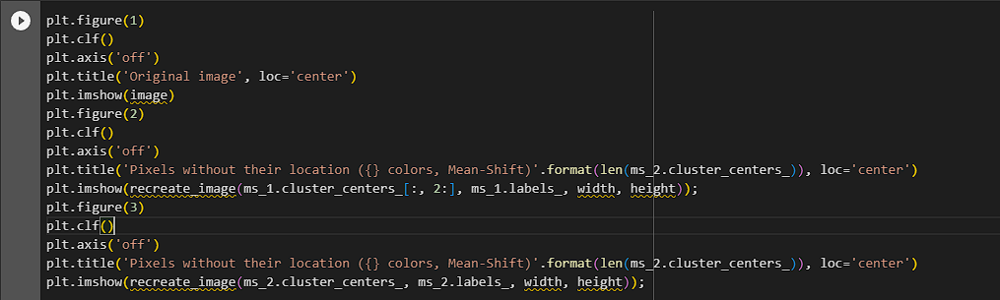 plt.figure(1)
plt.clf()
plt.axis('off')
plt.title('Original image', loc='center')
plt.imshow(image)
plt.figure(2)
plt.clf()
plt.axis('off')
plt.title('Pixels without their location ({} colors, Mean-Shift)'.format(len(ms_2.cluster_centers_)), loc='center')
plt.imshow(recreate_image(ms_1.cluster_centers_[:, 2:], ms_1.labels_, width, height));
plt.figure(3)
plt.clf()
plt.axis('off')
plt.title('Pixels without their location ({} colors, Mean-Shift)'.format(len(ms_2.cluster_centers_)), loc='center')
plt.imshow(recreate_image(ms_2.cluster_centers_, ms_2.labels_, width, height));